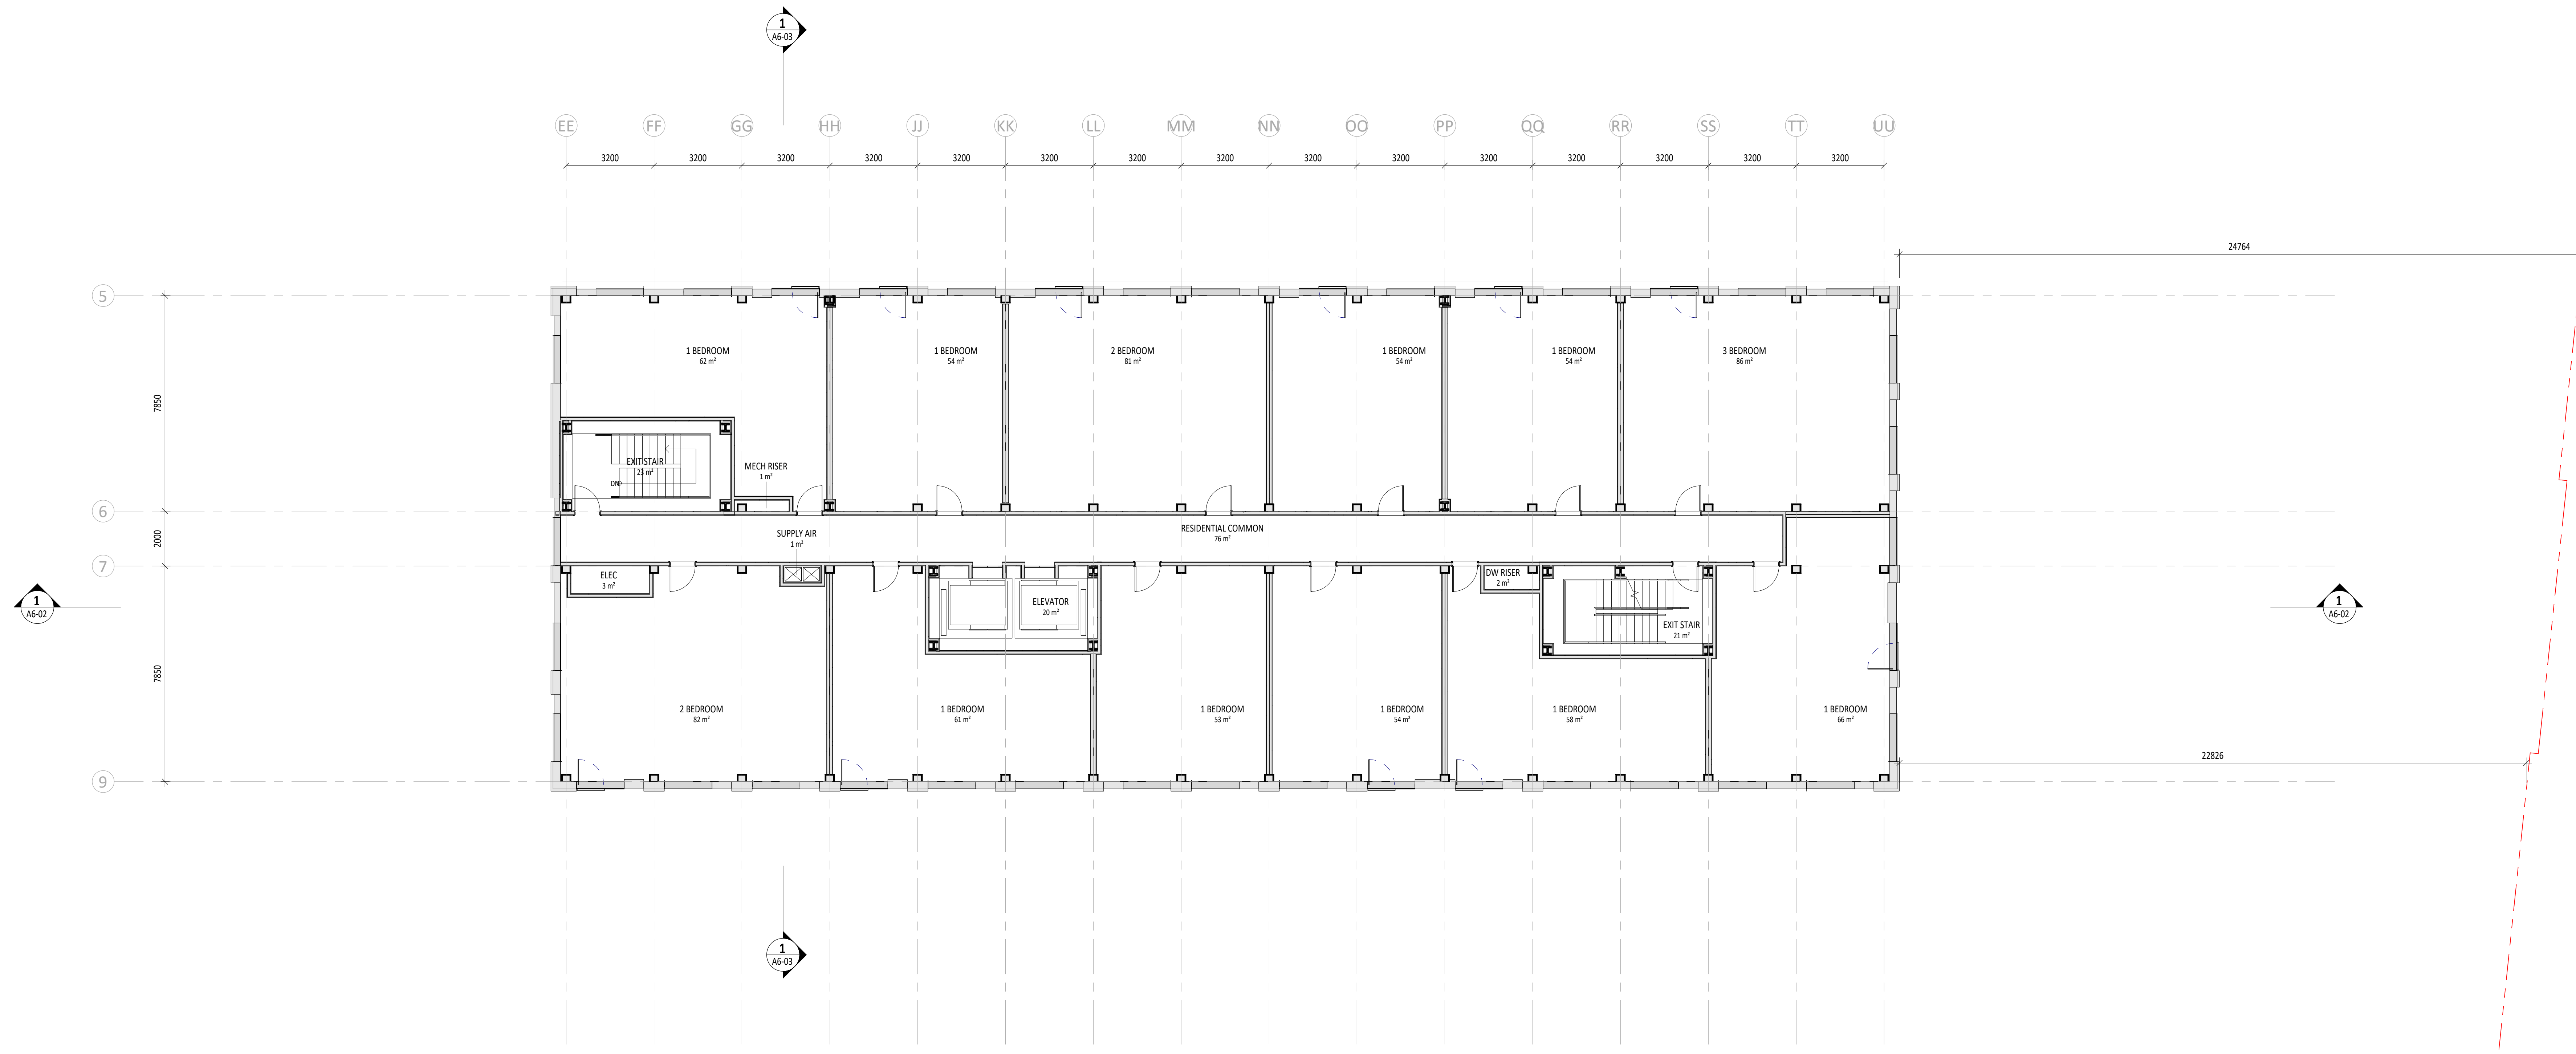 1
A6-03
EE FF GG HH JJ KK LL MM NN OO PP QQ RR SS TT UU
3200 3200 3200 3200 3200 3200 3200 3200 3200 3200 3200 3200 3200 3200 3200
24764
5
1 BEDROOM
62 m²
1 BEDROOM
54 m²
2 BEDROOM
81 m²
1 BEDROOM
54 m²
1 BEDROOM
54 m²
3 BEDROOM
86 m²
7850
EXIT STAIR
23 m²
DN
MECH RISER
1 m²
6
2000
SUPPLY AIR
1 m²
RESIDENTIAL COMMON
76 m²
7
ELEC
3 m²
ELEVATOR
20 m²
DW RISER
2 m²
EXIT STAIR
21 m²
1
A6-02
1
A6-02
7850
2 BEDROOM
82 m²
1 BEDROOM
61 m²
1 BEDROOM
53 m²
1 BEDROOM
54 m²
1 BEDROOM
58 m²
1 BEDROOM
66 m²
22826
9
1
A6-03